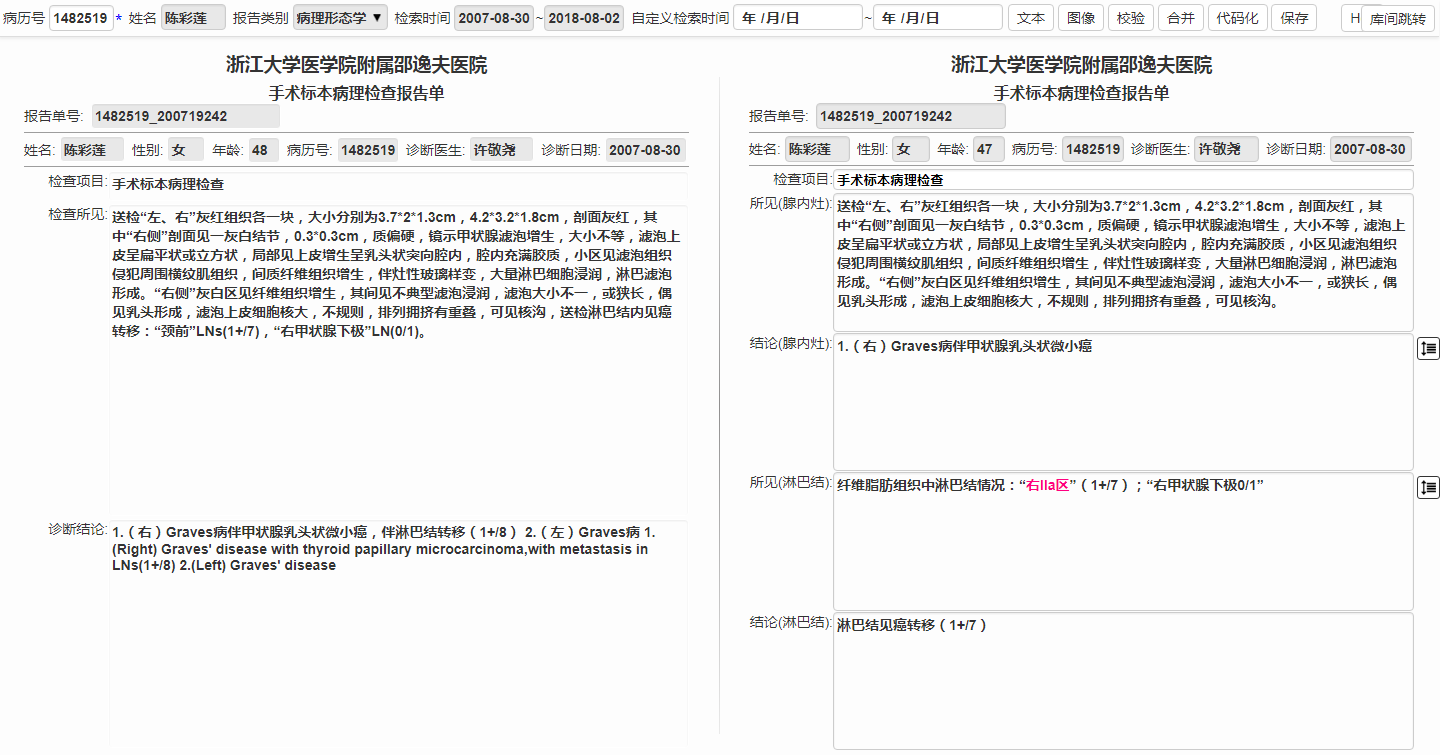 病历号 1482519 * 姓名 陈彩莲 报告类别 病理形态学 ▼ 检索时间 2007-08-30 ~ 2018-08-02 自定义检索时间 年 /月/日 ~ 年 /月/日 文本 图像 校验 合并 代码化 保存 H 库间跳转
浙江大学医学院附属邵逸夫医院
手术标本病理检查报告单
报告单号: 1482519_200719242
姓名: 陈彩莲 性别: 女 年龄: 48 病历号: 1482519 诊断医生: 许敬尧 诊断日期: 2007-08-30
检查项目: 手术标本病理检查
检查所见: 送检“左、右”灰红组织各一块，大小分别为3.7*2*1.3cm，4.2*3.2*1.8cm，剖面灰红，其
中“右侧”剖面见一灰白结节，0.3*0.3cm，质偏硬，镜示甲状腺滤泡增生，大小不等，滤泡上
皮呈扁平状或立方状，局部见上皮增生呈乳头状突向腔内，腔内充满胶质，小区见滤泡组织
侵犯周围横纹肌组织，间质纤维组织增生，伴灶性玻璃样变，大量淋巴细胞浸润，淋巴滤泡
形成。“右侧”灰白区见纤维组织增生，其间见不典型滤泡浸润，滤泡大小不一，或狭长，偶
见乳头形成，滤泡上皮细胞核大，不规则，排列拥挤有重叠，可见核沟，送检淋巴结内见癌
转移：“颈前”LNs(1+/7)，“右甲状腺下极”LN(0/1)。
诊断结论: 1.（右）Graves病伴甲状腺乳头状微小癌，伴淋巴结转移（1+/8） 2.（左）Graves病 1.
(Right) Graves' disease with thyroid papillary microcarcinoma,with metastasis in
LNs(1+/8) 2.(Left) Graves' disease
浙江大学医学院附属邵逸夫医院
手术标本病理检查报告单
报告单号: 1482519_200719242
姓名: 陈彩莲 性别: 女 年龄: 47 病历号: 1482519 诊断医生: 许敬尧 诊断日期: 2007-08-30
检查项目: 手术标本病理检查
所见(腺内灶): 送检“左、右”灰红组织各一块，大小分别为3.7*2*1.3cm，4.2*3.2*1.8cm，剖面灰红，其
中“右侧”剖面见一灰白结节，0.3*0.3cm，质偏硬，镜示甲状腺滤泡增生，大小不等，滤泡上
皮呈扁平状或立方状，局部见上皮增生呈乳头状突向腔内，腔内充满胶质，小区见滤泡组织
侵犯周围横纹肌组织，间质纤维组织增生，伴灶性玻璃样变，大量淋巴细胞浸润，淋巴滤泡
形成。“右侧”灰白区见纤维组织增生，其间见不典型滤泡浸润，滤泡大小不一，或狭长，偶
见乳头形成，滤泡上皮细胞核大，不规则，排列拥挤有重叠，可见核沟。
结论(腺内灶): 1.（右）Graves病伴甲状腺乳头状微小癌
所见(淋巴结): 纤维脂肪组织中淋巴结情况：“右IIa区”（1+/7）；“右甲状腺下极0/1”
结论(淋巴结): 淋巴结见癌转移（1+/7）